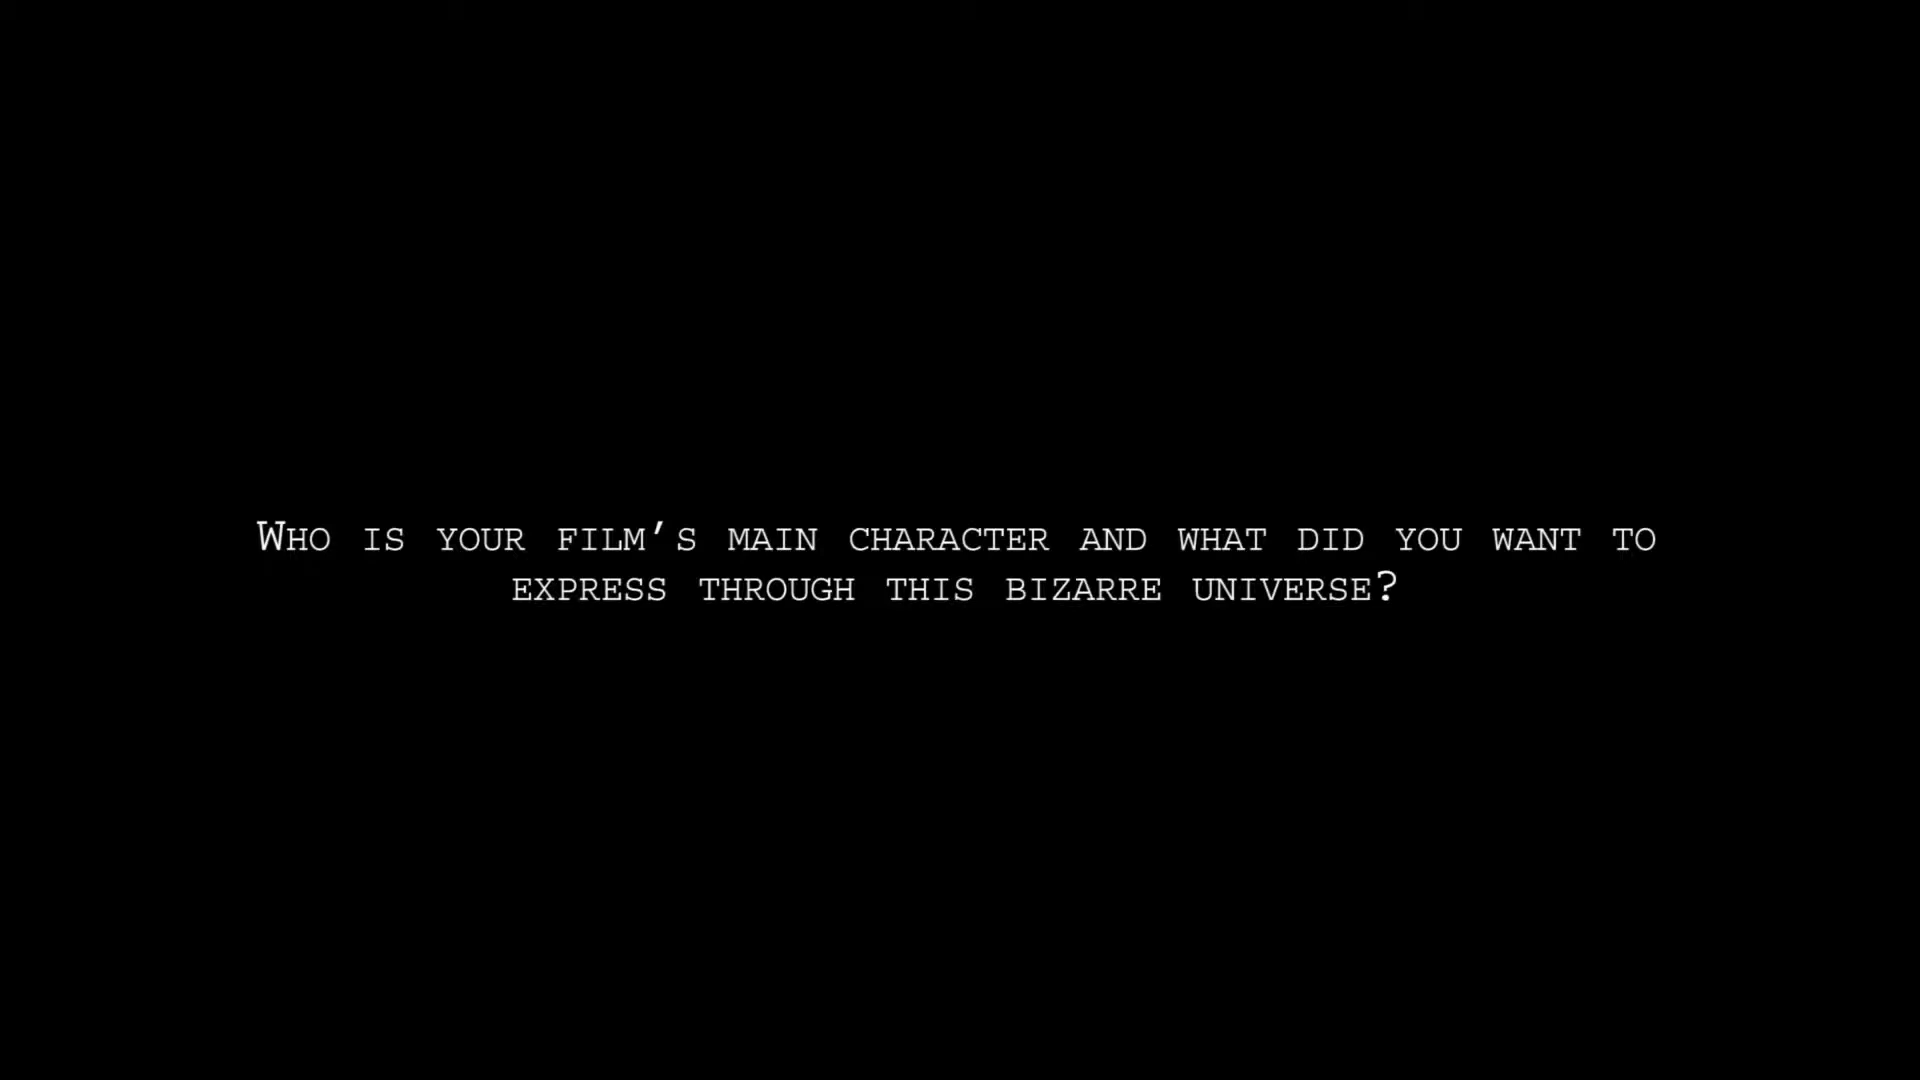 Who is your film's main character and what did you want to
express through this bizarre universe?